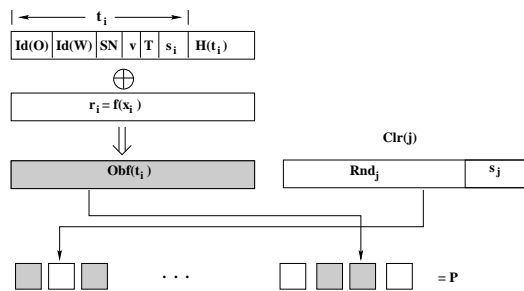 t_i
Id(O) Id(W) SN v T s_i H(t_i)
⊕
r_i = f(x_i)
Clr(j)
Obf(t_i) Rnd_j s_j
. . . = P